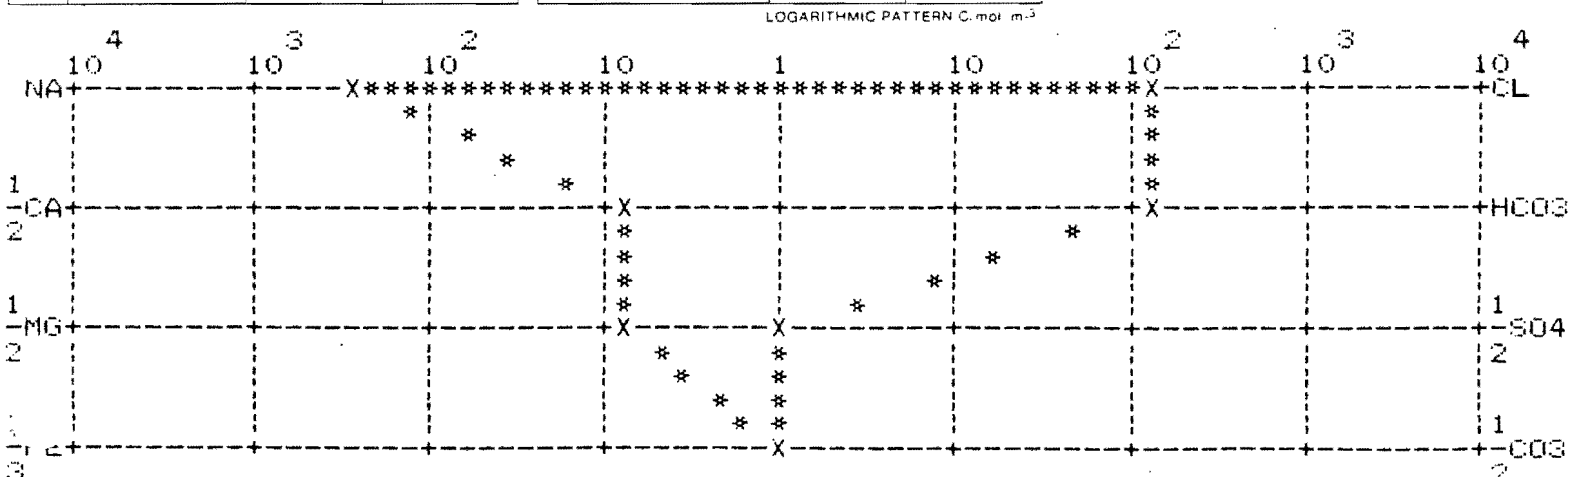 LOGARITHMIC PATTERN C. mol m-3
4 3 2 2 3 4
10 10 10 10 1 10 10 10 10
NA+---------+-----X****************************************X------------------+---------+CL
1
-CA+ X X +HCO3
2
1 1
-MG+ X X +-SO4
2 2
1
X +-CO3
3 2